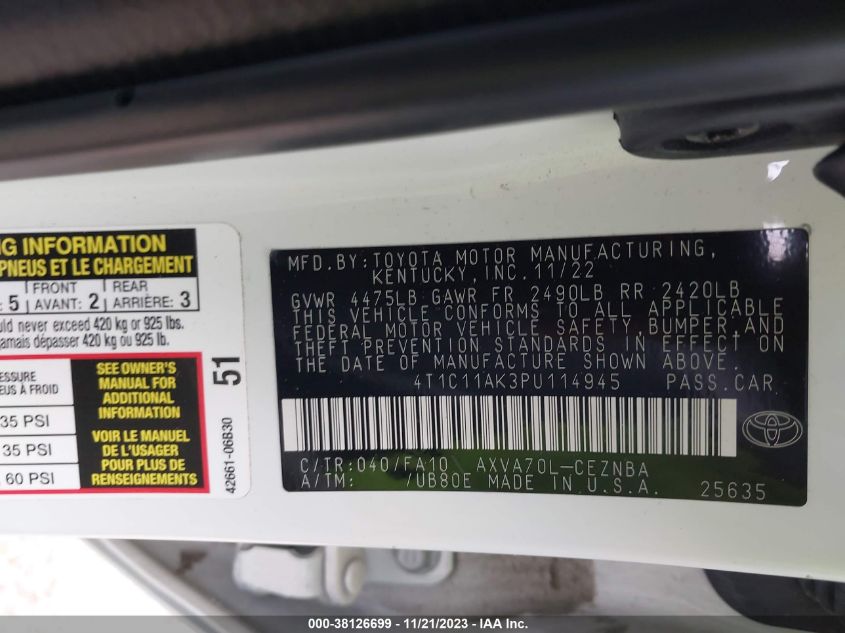 NG INFORMATION
PNEUS ET LE CHARGEMENT
5 FRONT AVANT: 2 REAR ARRIÈRE: 3
uld never exceed 420 kg or 925 lbs.
amais dépasser 420 kg ou 925 lb.
ESSURE
EUS À FROID
35 PSI
35 PSI
60 PSI
SEE OWNER'S
MANUAL FOR
ADDITIONAL
INFORMATION
VOIR LE MANUEL
DE L'USAGER
POUR PLUS DE
RENSEIGNEMENTS
51
42661-06B30
MFD.BY:TOYOTA MOTOR MANUFACTURING,
KENTUCKY, INC. 11/22
GVWR 4475LB GAWR FR 2490LB RR 2420LB
THIS VEHICLE CONFORMS TO ALL APPLICABLE
FEDERAL MOTOR VEHICLE SAFETY, BUMPER,AND
THEFT PREVENTION STANDARDS IN EFFECT ON
THE DATE OF MANUFACTURE SHOWN ABOVE.
4T1C11AK3PU114945 PASS.CAR
C/TR:040/FA10 AXVA70L-CEZNBA
A/TM: /UB80E MADE IN U.S.A. 25635
000-38126699 - 11/21/2023 - IAAI Inc.